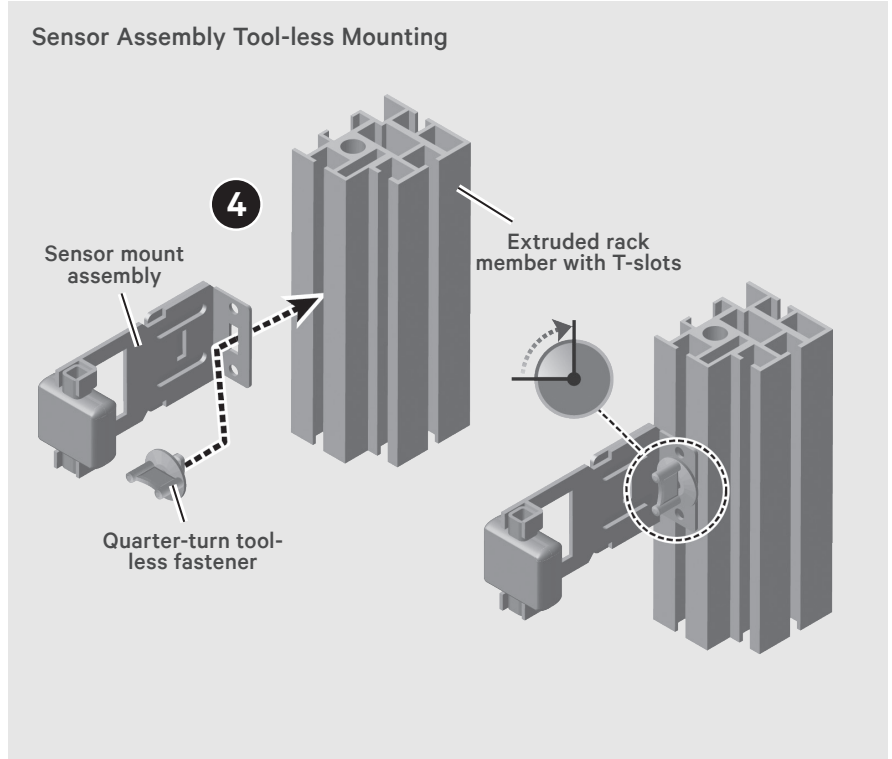 Sensor Assembly Tool-less Mounting
4
Sensor mount
assembly
Extruded rack
member with T-slots
Quarter-turn tool-
less fastener